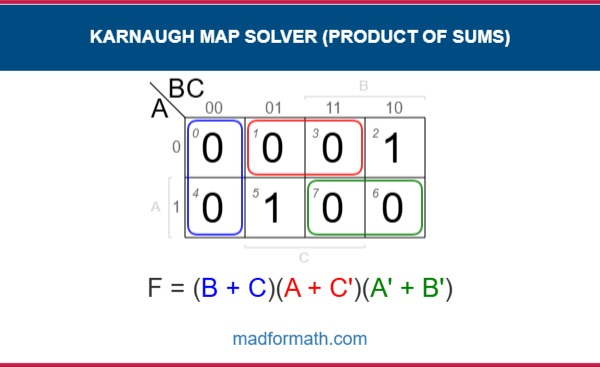 KARNAUGH MAP SOLVER (PRODUCT OF SUMS)
BC
B
A
00 01 11 10
0 0 0 1 0 3 0 2 1
A 1 4 0 5 1 7 0 6 0
C
F = (B + C)(A + C')(A' + B')
madformath.com